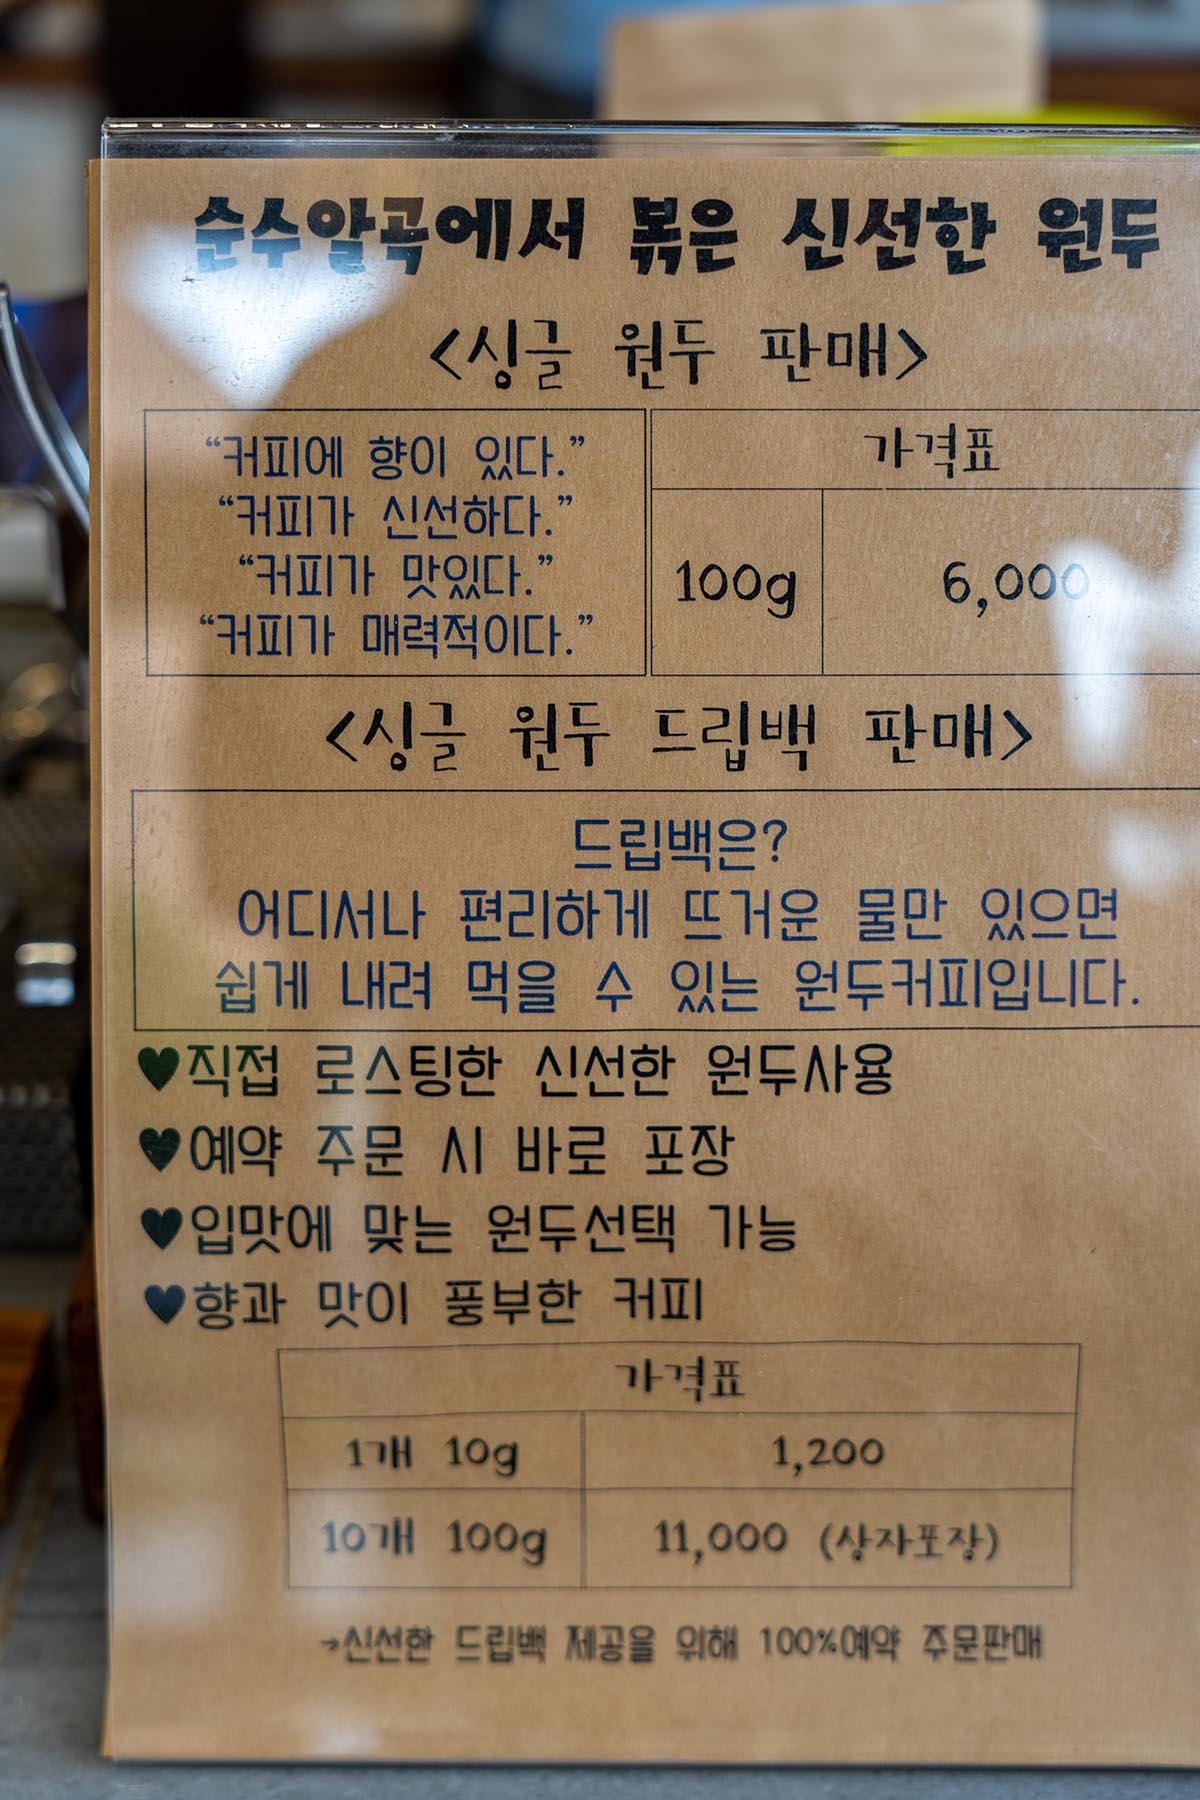 순수알곡에서 볶은 신선한 원두
<싱글 원두 판매>
“커피에 향이 있다.”
“커피가 신선하다.”
“커피가 맛있다.”
“커피가 매력적이다.”
가격표
100g 6,000
<싱글 원두 드립백 판매>
드립백은?
어디서나 편리하게 뜨거운 물만 있으면
쉽게 내려 먹을 수 있는 원두커피입니다.
♥직접 로스팅한 신선한 원두사용
♥예약 주문 시 바로 포장
♥입맛에 맞는 원두선택 가능
♥향과 맛이 풍부한 커피
가격표
1개 10g 1,200
10개 100g 11,000 (상자포장)
→신선한 드립백 제공을 위해 100%예약 주문판매